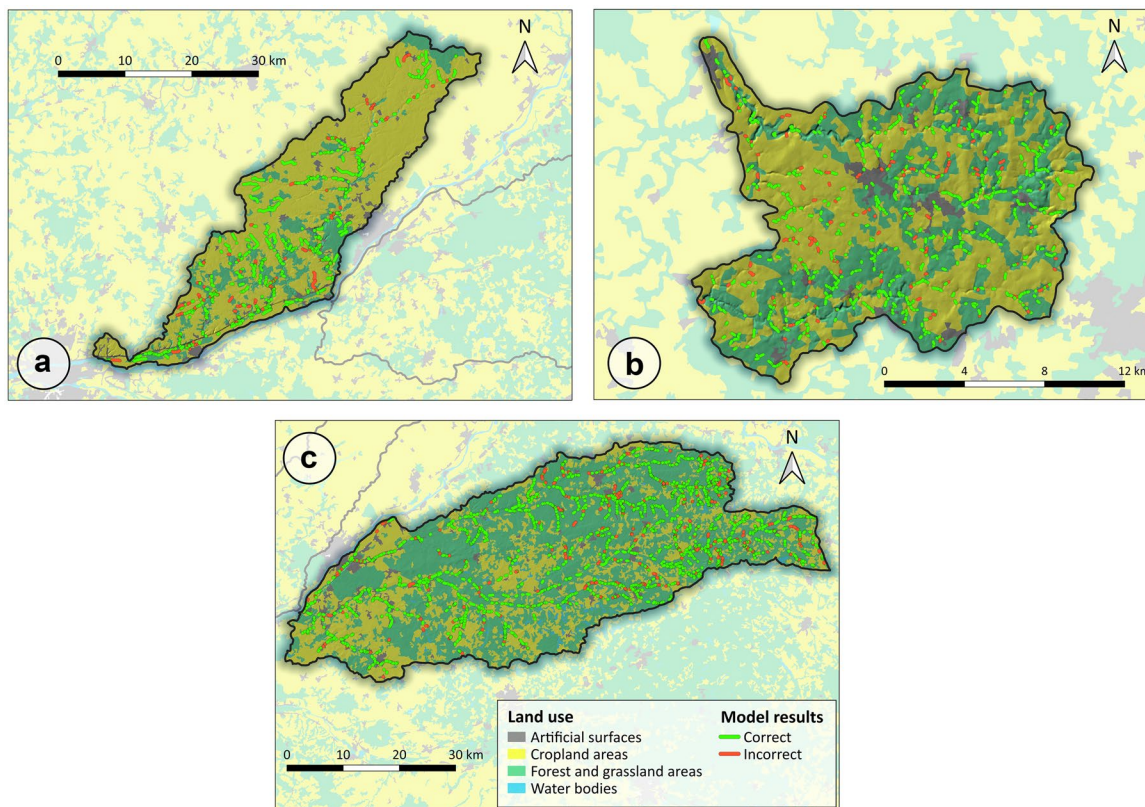 N
0 10 20 30 km
a
N
b
0 4 8 12 km
c
N
0 10 20 30 km
Land use
Artificial surfaces
Cropland areas
Forest and grassland areas
Water bodies
Model results
Correct
Incorrect